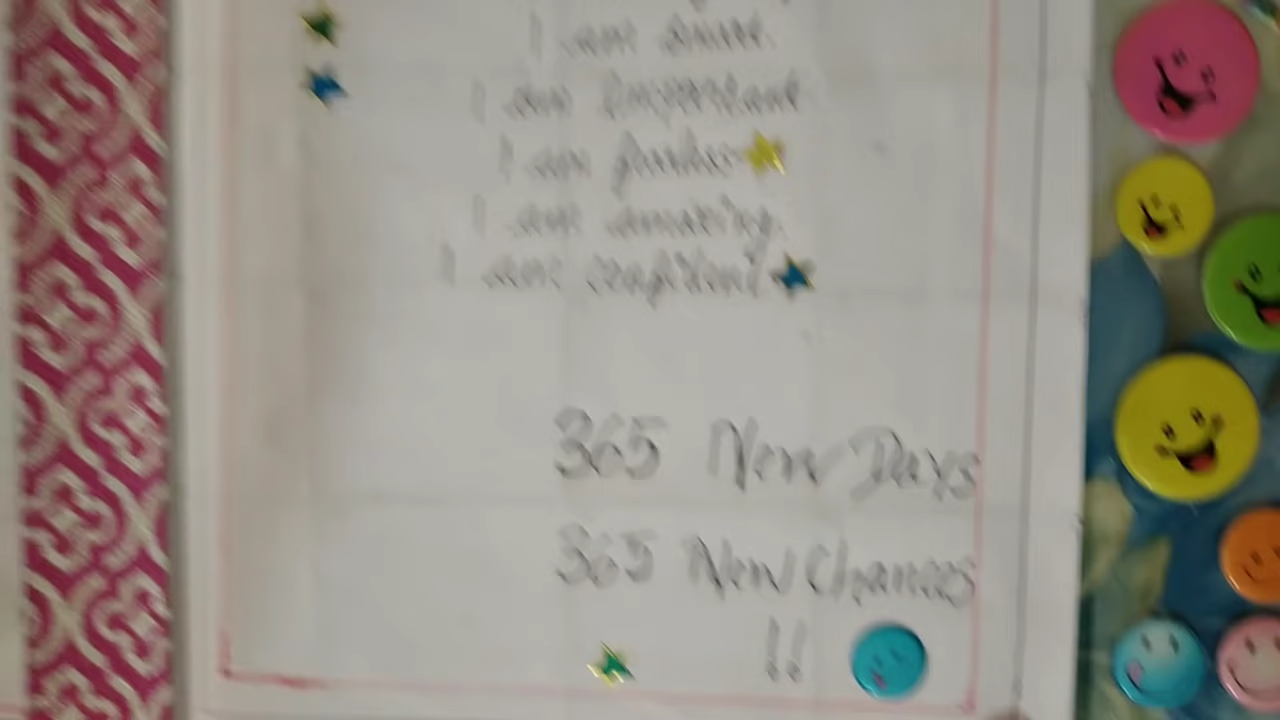 I am smart.
I am important
I am
I am amazing.
I am confident
365 New Days
365 New Chances
!!